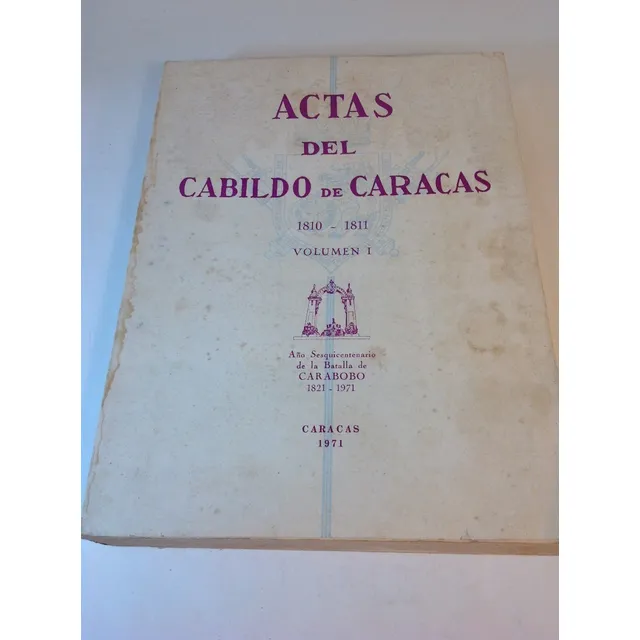 ACTAS
DEL
CABILDO DE CARACAS
1810 - 1811
VOLUMEN I
Año Sesquicentenario
de la Batalla de
CARABOBO
1821 - 1971
CARACAS
1971